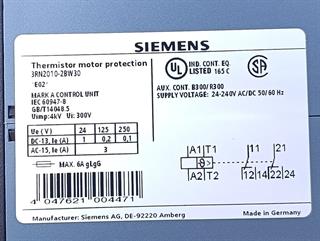 SIEMENS
Thermistor motor protection
3RN2010-2BW30
*E02*
MARK A CONTROL UNIT
IEC 60947-8
GB/T14048.5
Uimp:4kV Ui: 300V
UL US
LISTED
IND. CONT. EQ.
165 C
AUX. CONT. B300/R300
SUPPLY VOLTAGE: 24-240V AC/DC 50/60 Hz
Ue (V) 24 125 250
DC-13, Ie (A) 1 0,2 0,1
AC-15, Ie (A) 3
MAX. 6A gLgG
A1 T1 11 21
A2 T2 12 14 22 24
4 047621 004471
Manufacturer: Siemens AG, DE-92220 Amberg
Made in Germany